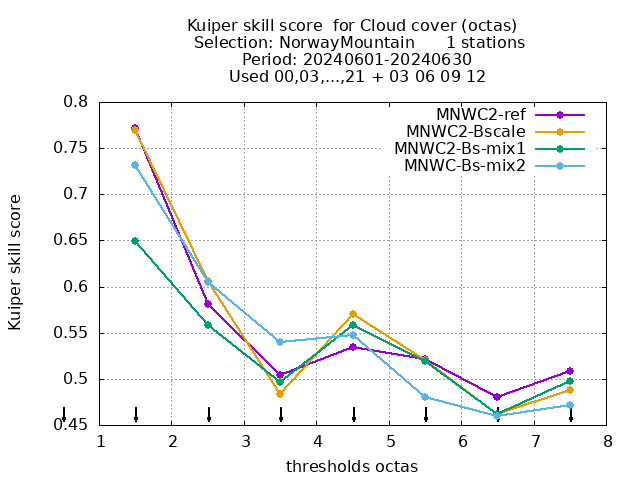 Kuiper skill score  for Cloud cover (octas)
Selection: NorwayMountain      1 stations
Period: 20240601-20240630
Used 00,03,...,21 + 03 06 09 12
MNWC2-ref
MNWC2-Bscale
MNWC2-Bs-mix1
MNWC-Bs-mix2
Kuiper skill score
0.8
0.75
0.7
0.65
0.6
0.55
0.5
0.45
1 2 3 4 5 6 7 8
thresholds octas